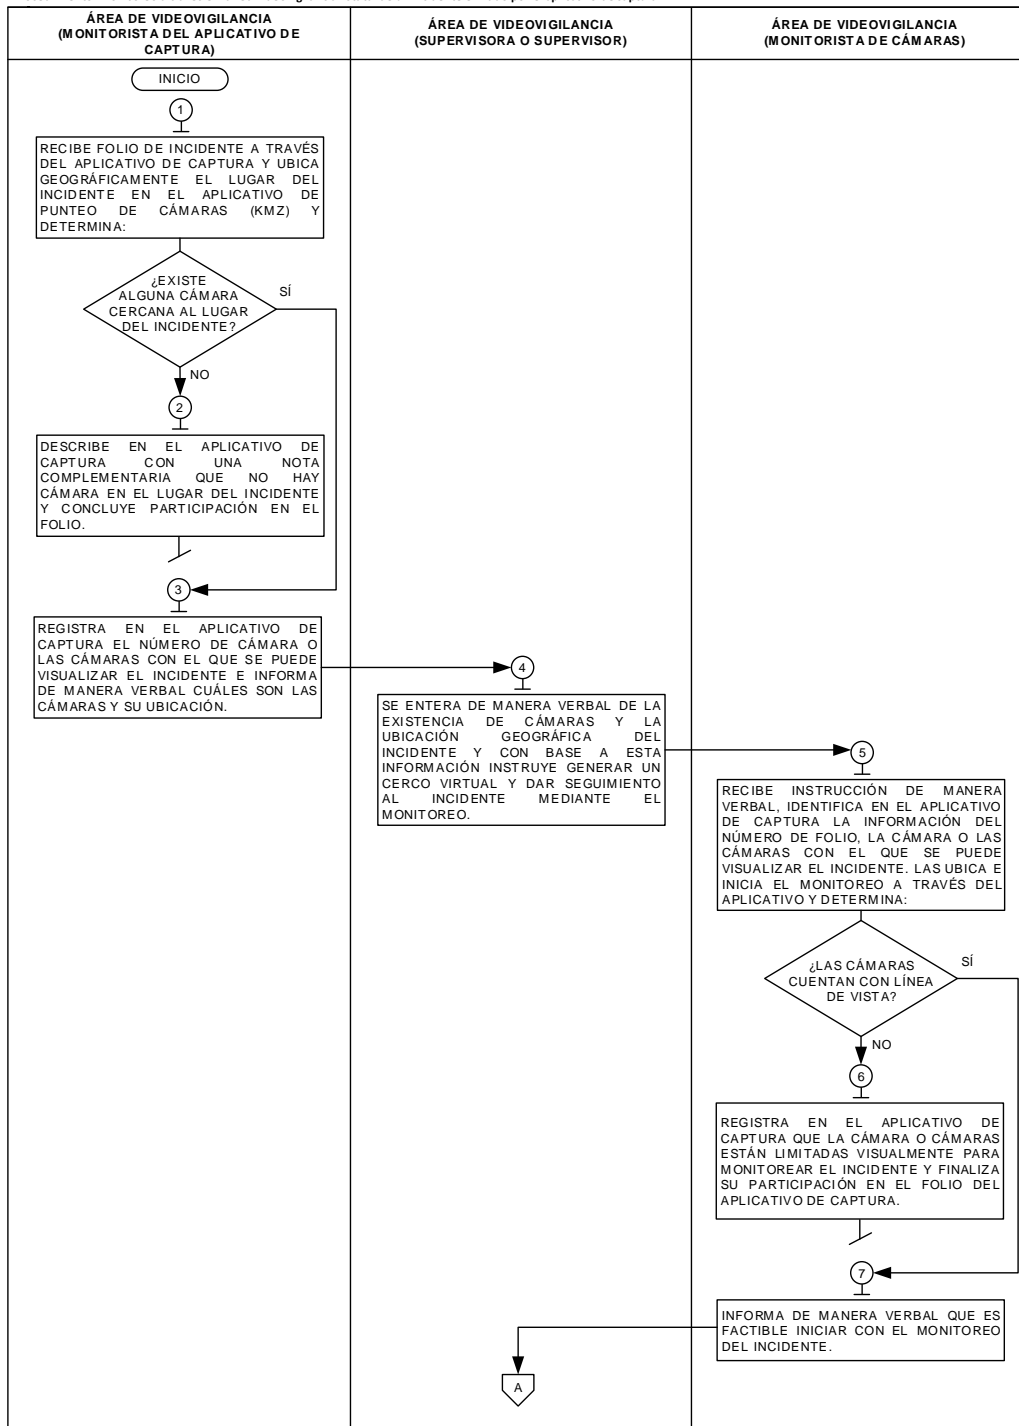 ÁREA DE VIDEOVIGILANCIA
(MONITORISTA DEL APLICATIVO DE
CAPTURA)
ÁREA DE VIDEOVIGILANCIA
(SUPERVISORA O SUPERVISOR)
ÁREA DE VIDEOVIGILANCIA
(MONITORISTA DE CÁMARAS)
INICIO
1
RECIBE FOLIO DE INCIDENTE A TRAVÉS
DEL APLICATIVO DE CAPTURA Y UBICA
GEOGRÁFICAMENTE EL LUGAR DEL
INCIDENTE EN EL APLICATIVO DE
PUNTEO DE CÁMARAS (KMZ) Y
DETERMINA:
¿EXISTE
ALGUNA CÁMARA
CERCANA AL LUGAR
DEL INCIDENTE?
SÍ
NO
2
DESCRIBE EN EL APLICATIVO DE
CAPTURA CON UNA NOTA
COMPLEMENTARIA QUE NO HAY
CÁMARA EN EL LUGAR DEL INCIDENTE
Y CONCLUYE PARTICIPACIÓN EN EL
FOLIO.
3
REGISTRA EN EL APLICATIVO DE
CAPTURA EL NÚMERO DE CÁMARA O
LAS CÁMARAS CON EL QUE SE PUEDE
VISUALIZAR EL INCIDENTE E INFORMA
DE MANERA VERBAL CUÁLES SON LAS
CÁMARAS Y SU UBICACIÓN.
4
SE ENTERA DE MANERA VERBAL DE LA
EXISTENCIA DE CÁMARAS Y LA
UBICACIÓN GEOGRÁFICA DEL
INCIDENTE Y CON BASE A ESTA
INFORMACIÓN INSTRUYE GENERAR UN
CERCO VIRTUAL Y DAR SEGUIMIENTO
AL INCIDENTE MEDIANTE EL
MONITOREO.
5
RECIBE INSTRUCCIÓN DE MANERA
VERBAL, IDENTIFICA EN EL APLICATIVO
DE CAPTURA LA INFORMACIÓN DEL
NÚMERO DE FOLIO, LA CÁMARA O LAS
CÁMARAS CON EL QUE SE PUEDE
VISUALIZAR EL INCIDENTE. LAS UBICA E
INICIA EL MONITOREO A TRAVÉS DEL
APLICATIVO Y DETERMINA:
¿LAS CÁMARAS
CUENTAN CON LÍNEA
DE VISTA?
SÍ
NO
6
REGISTRA EN EL APLICATIVO DE
CAPTURA QUE LA CÁMARA O CÁMARAS
ESTÁN LIMITADAS VISUALMENTE PARA
MONITOREAR EL INCIDENTE Y FINALIZA
SU PARTICIPACIÓN EN EL FOLIO DEL
APLICATIVO DE CAPTURA.
7
INFORMA DE MANERA VERBAL QUE ES
FACTIBLE INICIAR CON EL MONITOREO
DEL INCIDENTE.
A